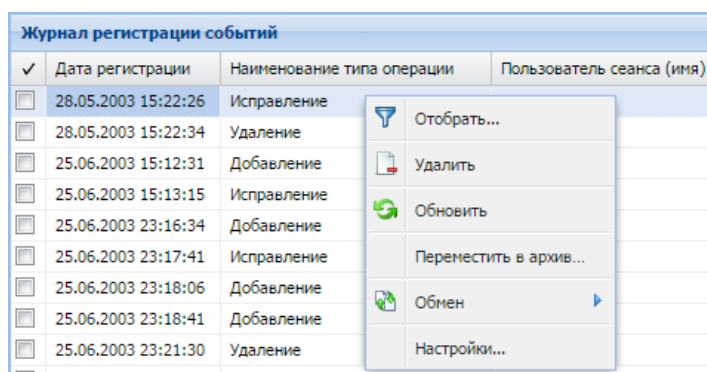 Журнал регистрации событий
✓ Дата регистрации Наименование типа операции Пользователь сеанса (имя)
28.05.2003 15:22:26 Исправление
28.05.2003 15:22:34 Удаление
25.06.2003 15:12:31 Добавление
25.06.2003 15:13:15 Исправление
25.06.2003 23:16:34 Добавление
25.06.2003 23:17:41 Исправление
25.06.2003 23:18:06 Добавление
25.06.2003 23:18:41 Добавление
25.06.2003 23:21:30 Удаление
Отобрать...
Удалить
Обновить
Переместить в архив...
Обмен
Настройки...